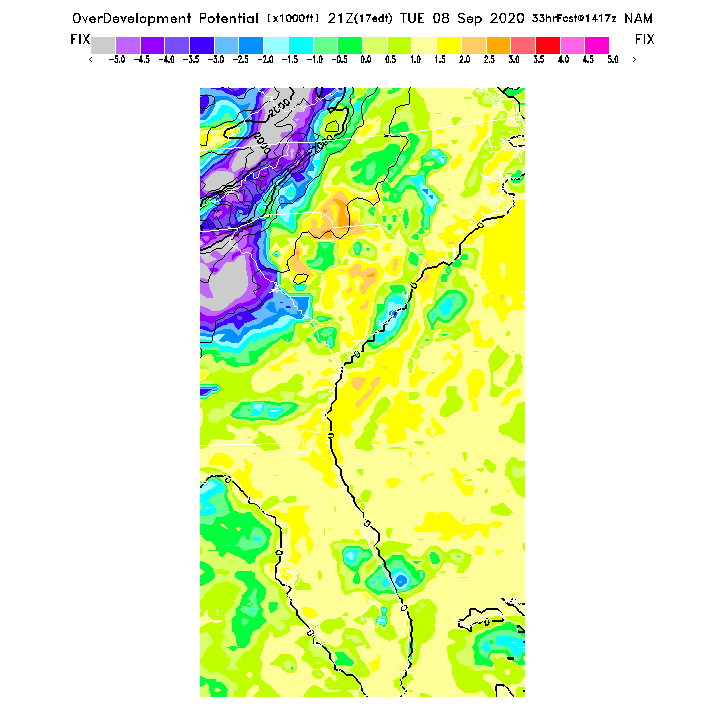 OverDevelopment Potential [x1000ft] 21Z(17edt) TUE 08 Sep 2020 33hrFcst@1417z NAM
FIX FIX
< -5.0 -4.5 -4.0 -3.5 -3.0 -2.5 -2.0 -1.5 -1.0 -0.5 0.0 0.5 1.0 1.5 2.0 2.5 3.0 3.5 4.0 4.5 5.0 >
2000
2000